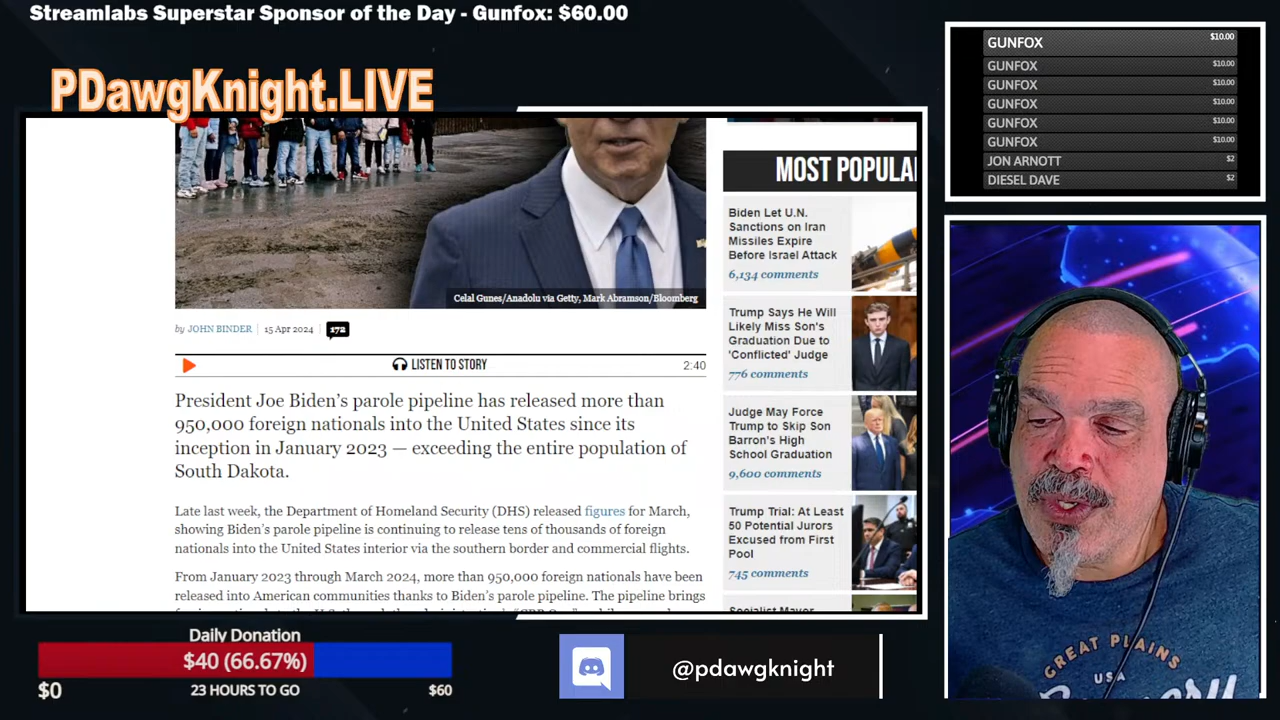 Streamlabs Superstar Sponsor of the Day - Gunfox: $60.00
PDawgKnight.LIVE
GUNFOX $10.00
GUNFOX $10.00
GUNFOX $10.00
GUNFOX $10.00
GUNFOX $10.00
GUNFOX $10.00
JON ARNOTT $2
DIESEL DAVE $2
Celal Gunes/Anadolu via Getty, Mark Abramson/Bloomberg
by JOHN BINDER | 15 Apr 2024 | 172
LISTEN TO STORY 2:40
President Joe Biden's parole pipeline has released more than
950,000 foreign nationals into the United States since its
inception in January 2023 — exceeding the entire population of
South Dakota.
Late last week, the Department of Homeland Security (DHS) released figures for March,
showing Biden's parole pipeline is continuing to release tens of thousands of foreign
nationals into the United States interior via the southern border and commercial flights.
From January 2023 through March 2024, more than 950,000 foreign nationals have been
released into American communities thanks to Biden's parole pipeline. The pipeline brings
MOST POPULA
Biden Let U.N.
Sanctions on Iran
Missiles Expire
Before Israel Attack
6,134 comments
Trump Says He Will
Likely Miss Son's
Graduation Due to
'Conflicted' Judge
776 comments
Judge May Force
Trump to Skip Son
Barron's High
School Graduation
9,600 comments
Trump Trial: At Least
50 Potential Jurors
Excused from First
Pool
745 comments
Socialist Mayor
GREAT PLAINS
USA
Daily Donation
$40 (66.67%)
$0 23 HOURS TO GO $60
@pdawgknight